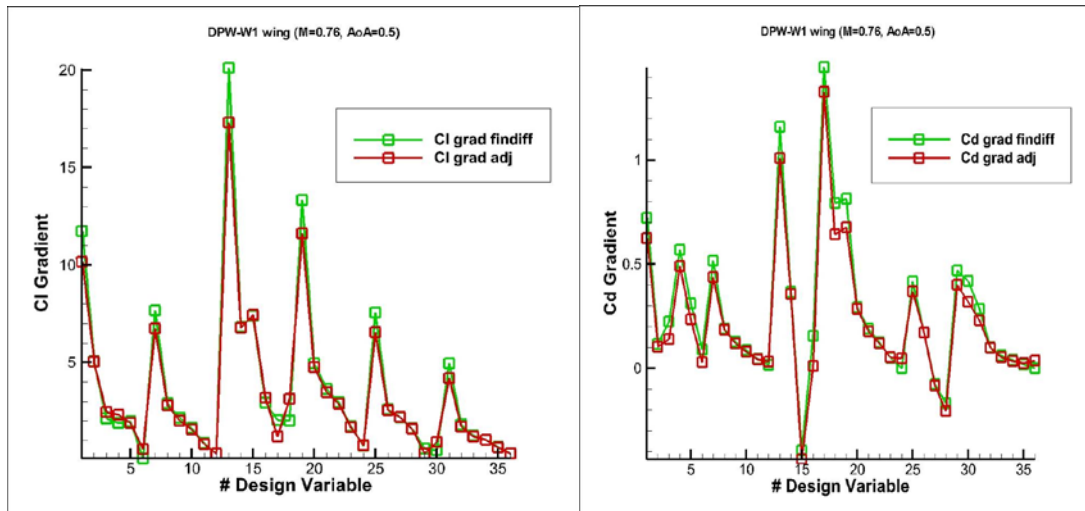 DPW-W1 wing (M=0.76, AoA=0.5)
20
15
10
5
Cl Gradient
Cl grad findiff
Cl grad adj
5 10 15 20 25 30 35
# Design Variable
DPW-W1 wing (M=0.76, AoA=0.5)
1
0.5
0
Cd Gradient
Cd grad findiff
Cd grad adj
5 10 15 20 25 30 35
# Design Variable